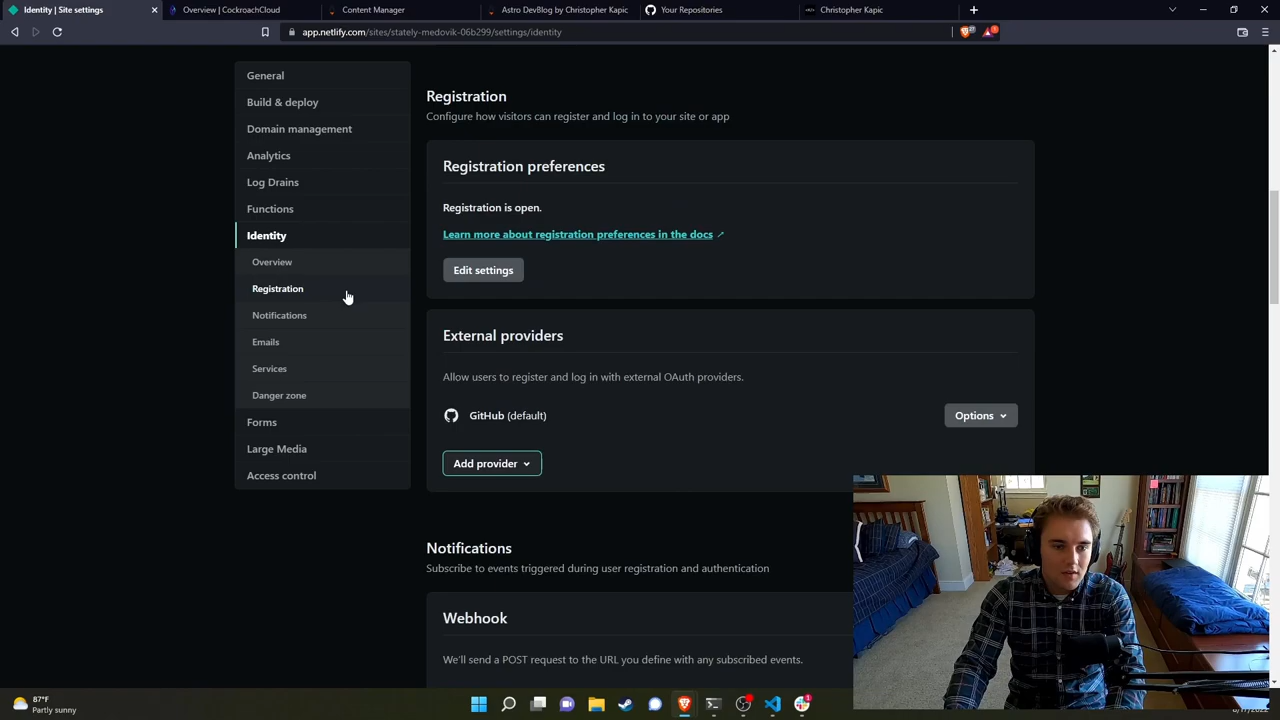 Identity | Site settings
Overview | CockroachCloud
Content Manager
Astro DevBlog by Christopher Kapic
Your Repositories
Christopher Kapic
app.netlify.com/sites/stately-medovik-06b299/settings/identity
General
Build & deploy
Domain management
Analytics
Log Drains
Functions
Identity
Overview
Registration
Notifications
Emails
Services
Danger zone
Forms
Large Media
Access control
Registration
Configure how visitors can register and log in to your site or app
Registration preferences
Registration is open.
Learn more about registration preferences in the docs
Edit settings
External providers
Allow users to register and log in with external OAuth providers.
GitHub (default)
Options
Add provider
Notifications
Subscribe to events triggered during user registration and authentication
Webhook
We'll send a POST request to the URL you define with any subscribed events.
87°F
Partly sunny